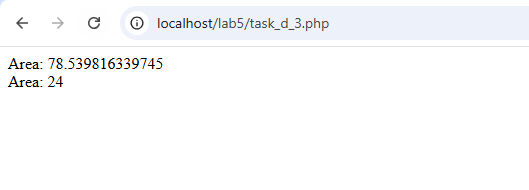 localhost/lab5/task_d_3.php
Area: 78.539816339745
Area: 24